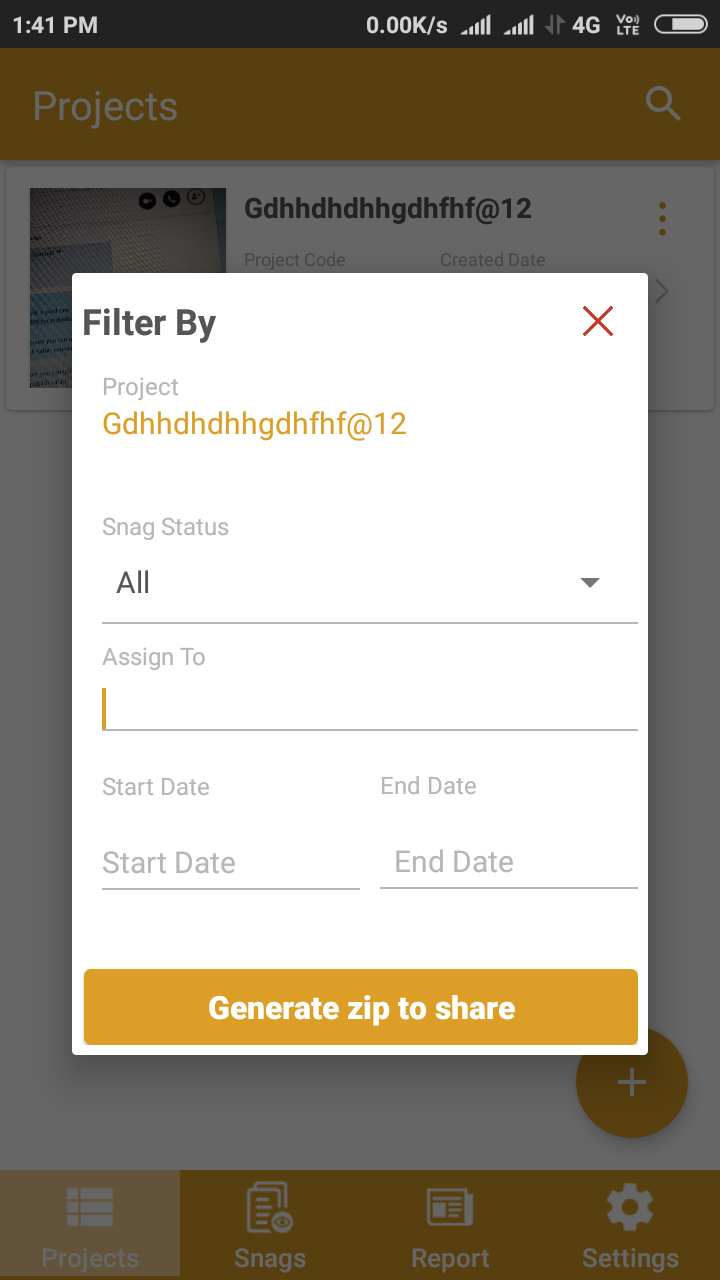 1:41 PM 0.00K/s 4G Vo)) LTE
Projects
Gdhhdhdhhgdhfhf@12
Project Code Created Date
Filter By
Project
Gdhhdhdhhgdhfhf@12
Snag Status
All
Assign To
Start Date End Date
Start Date End Date
Generate zip to share
+
Projects Snags Report Settings